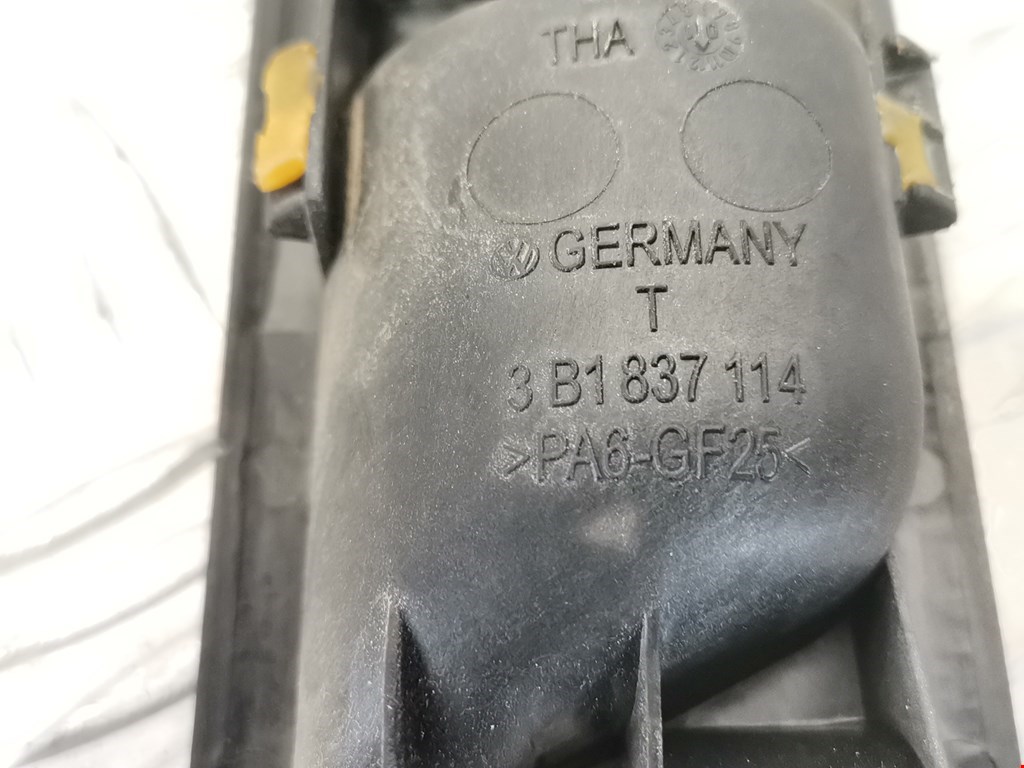 THA
GERMANY
T
3 B1 837 114
>PA6-GF25<